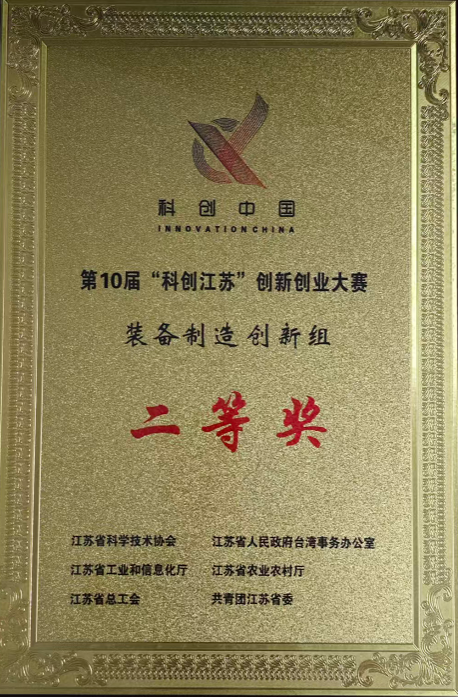 科创中国
INNOVATION CHINA
第10届“科创江苏”创新创业大赛
装备制造创新组
二等奖
江苏省科学技术协会 江苏省人民政府台湾事务办公室
江苏省工业和信息化厅 江苏省农业农村厅
江苏省总工会 共青团江苏省委